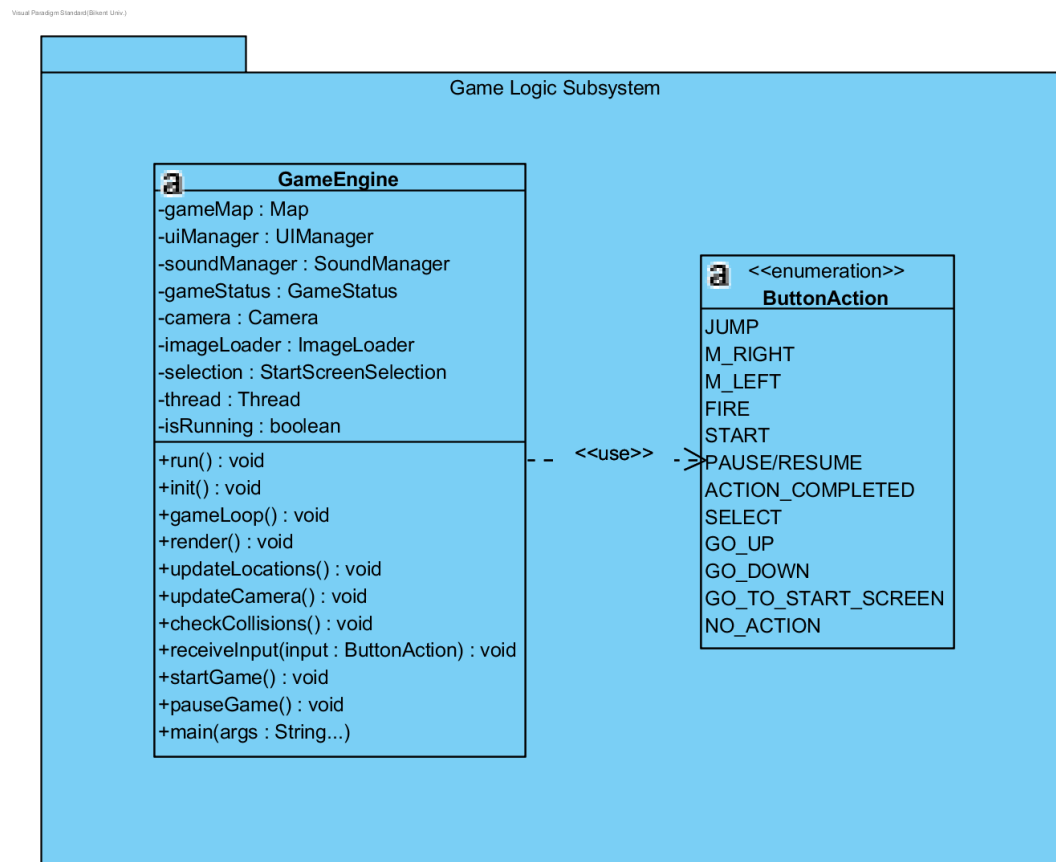 Visual Paradigm Standard(Bilkent Univ.)
Game Logic Subsystem
GameEngine
-gameMap : Map
-uiManager : UIManager
-soundManager : SoundManager
-gameStatus : GameStatus
-camera : Camera
-imageLoader : ImageLoader
-selection : StartScreenSelection
-thread : Thread
-isRunning : boolean
+run() : void
+init() : void
+gameLoop() : void
+render() : void
+updateLocations() : void
+updateCamera() : void
+checkCollisions() : void
+receiveInput(input : ButtonAction) : void
+startGame() : void
+pauseGame() : void
+main(args : String...)
<<use>>
<<enumeration>>
ButtonAction
JUMP
M_RIGHT
M_LEFT
FIRE
START
PAUSE/RESUME
ACTION_COMPLETED
SELECT
GO_UP
GO_DOWN
GO_TO_START_SCREEN
NO_ACTION